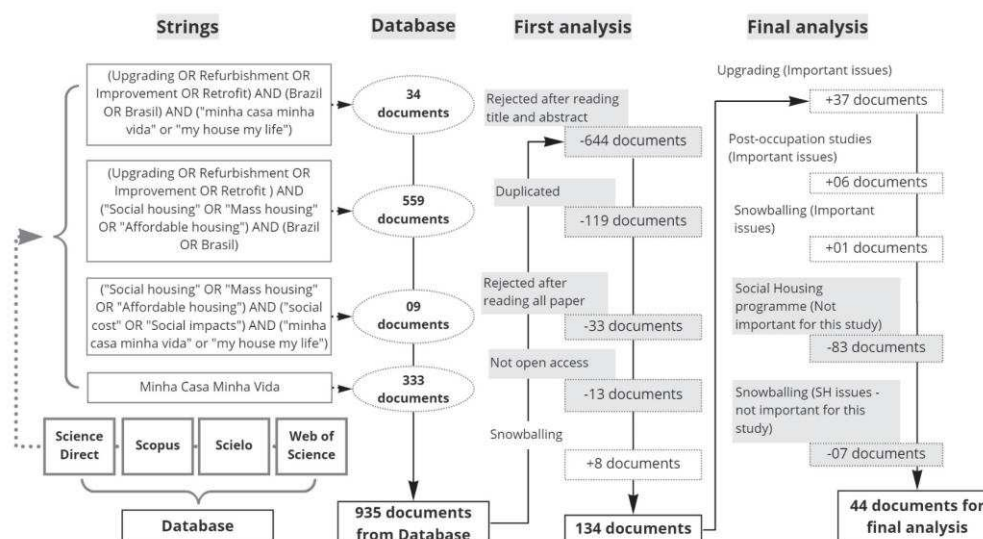 Strings
Database
First analysis
Final analysis
(Upgrading OR Refurbishment OR
Improvement OR Retrofit) AND (Brazil
OR Brasil) AND ("minha casa minha
vida" or "my house my life")
34
documents
(Upgrading OR Refurbishment OR
OR Improvement OR Retrofit ) AND
("Social housing" OR "Mass housing"
OR "Affordable housing") AND (Brazil
OR Brasil)
559
documents
("Social housing" OR "Mass housing"
OR "Affordable housing") AND ("social
cost" OR "Social impacts") AND ("minha
casa minha vida" or "my house my life")
09
documents
Minha Casa Minha Vida
333
documents
Science
Direct
Scopus
Scielo
Web of
Science
Database
935 documents
from Database
Rejected after reading
title and abstract
-644 documents
Duplicated
-119 documents
Rejected after
reading all paper
-33 documents
Not open access
-13 documents
Snowballing
+8 documents
134 documents
Upgrading (Important issues)
+37 documents
Post-occupation studies
(Important issues)
+06 documents
Snowballing (Important
issues)
+01 documents
Social Housing
programme (Not
important for this study)
-83 documents
Snowballing (SH issues -
not important for this
study)
-07 documents
44 documents for
final analysis